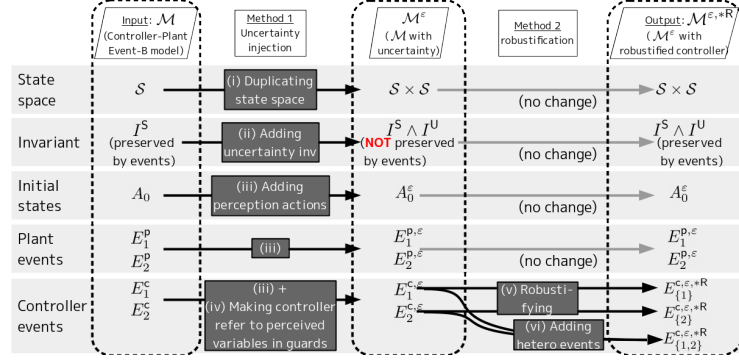 Input: ℳ
(Controller-Plant
Event-B model)
Method 1
Uncertainty
injection
ℳ^ε
(ℳ with
uncertainty)
Method 2
robustification
Output: ℳ^{ε,*R}
(ℳ^ε with
robustified controller)
State
space
𝒮
(i) Duplicating
state space
𝒮 × 𝒮
(no change)
𝒮 × 𝒮
Invariant
I^S
(preserved
by events)
(ii) Adding
uncertainty inv
I^S ∧ I^U
(NOT preserved
by events)
(no change)
I^S ∧ I^U
(preserved
by events)
Initial
states
A_0
(iii) Adding
perception actions
A_0^ε
(no change)
A_0^ε
Plant
events
E_1^p
E_2^p
(iii)
E_1^{p,ε}
E_2^{p,ε}
(no change)
E_1^{p,ε}
E_2^{p,ε}
Controller
events
E_1^c
E_2^c
(iii) +
(iv) Making controller
refer to perceived
variables in guards
E_1^{c,ε}
E_2^{c,ε}
(v) Robusti-
fying
(vi) Adding
hetero events
E_{{1}}^{c,ε,*R}
E_{{2}}^{c,ε,*R}
E_{{1,2}}^{c,ε,*R}